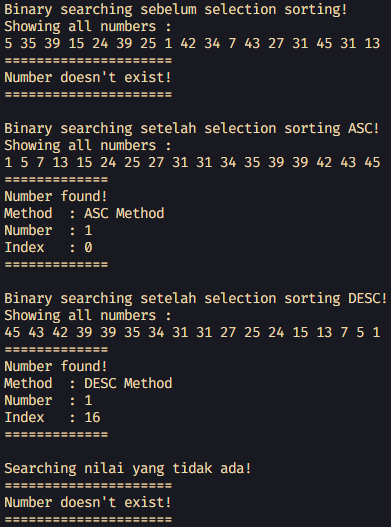 Binary searching sebelum selection sorting!
Showing all numbers :
5 35 39 15 24 39 25 1 42 34 7 43 27 31 45 31 13
=====================
Number doesn't exist!
=====================
Binary searching setelah selection sorting ASC!
Showing all numbers :
1 5 7 13 15 24 25 27 31 31 34 35 39 39 42 43 45
=============
Number found!
Method  : ASC Method
Number  : 1
Index   : 0
=============
Binary searching setelah selection sorting DESC!
Showing all numbers :
45 43 42 39 39 35 34 31 31 27 25 24 15 13 7 5 1
=============
Number found!
Method  : DESC Method
Number  : 1
Index   : 16
=============
Searching nilai yang tidak ada!
=====================
Number doesn't exist!
=====================